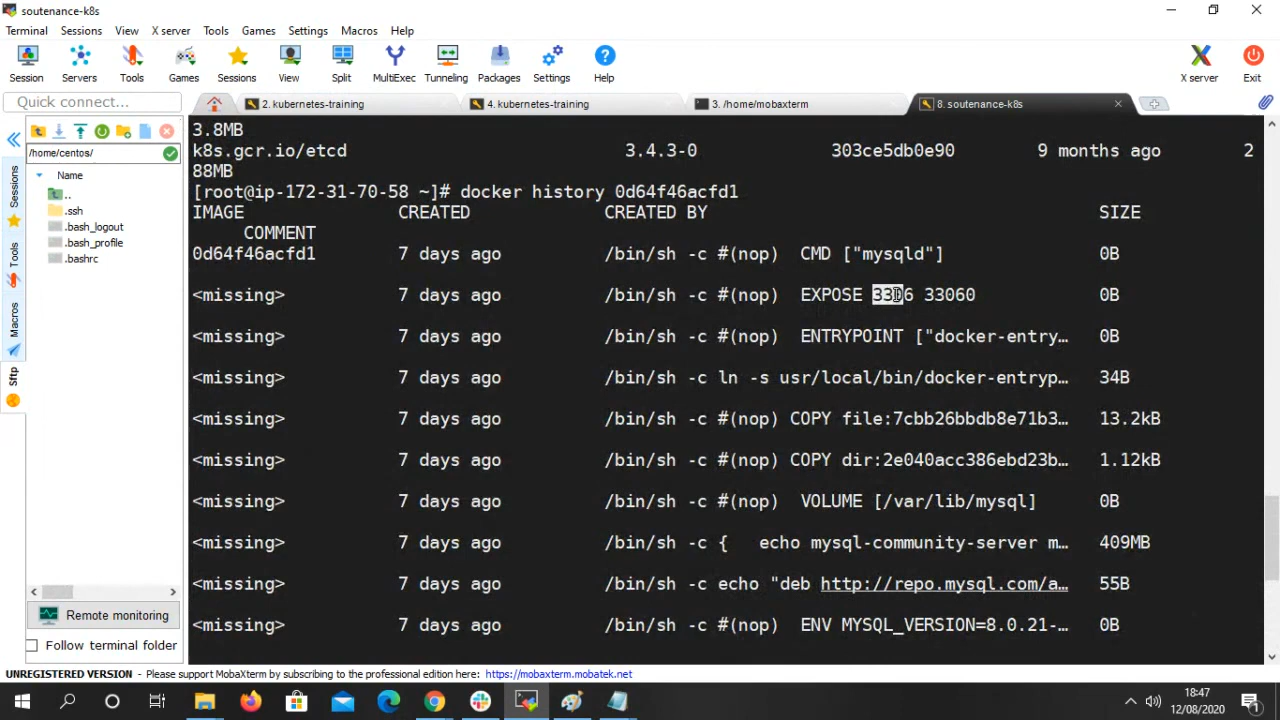 soutenance-k8s
Terminal Sessions View X server Tools Games Settings Macros Help
Session Servers Tools Games Sessions View Split MultiExec Tunneling Packages Settings Help X server Exit
Quick connect...
2. kubernetes-training
4. kubernetes-training
3. /home/mobaxterm
8. soutenance-k8s
/home/centos/
Name
..
.ssh
.bash_logout
.bash_profile
.bashrc
Sessions
Tools
Macros
Sftp
3.8MB
k8s.gcr.io/etcd 3.4.3-0 303ce5db0e90 9 months ago 2
88MB
[root@ip-172-31-70-58 ~]# docker history 0d64f46acfd1
IMAGE CREATED CREATED BY SIZE
COMMENT
0d64f46acfd1 7 days ago /bin/sh -c #(nop) CMD ["mysqld"] 0B
<missing> 7 days ago /bin/sh -c #(nop) EXPOSE 3306 33060 0B
<missing> 7 days ago /bin/sh -c #(nop) ENTRYPOINT ["docker-entry… 0B
<missing> 7 days ago /bin/sh -c ln -s usr/local/bin/docker-entryp… 34B
<missing> 7 days ago /bin/sh -c #(nop) COPY file:7cbb26bbdb8e71b3… 13.2kB
<missing> 7 days ago /bin/sh -c #(nop) COPY dir:2e040acc386ebd23b… 1.12kB
<missing> 7 days ago /bin/sh -c #(nop) VOLUME [/var/lib/mysql] 0B
<missing> 7 days ago /bin/sh -c { echo mysql-community-server m… 409MB
<missing> 7 days ago /bin/sh -c echo "deb http://repo.mysql.com/a… 55B
<missing> 7 days ago /bin/sh -c #(nop) ENV MYSQL_VERSION=8.0.21-… 0B
Remote monitoring
Follow terminal folder
UNREGISTERED VERSION - Please support MobaXterm by subscribing to the professional edition here: https://mobaxterm.mobatek.net
18:47
12/08/2020
1